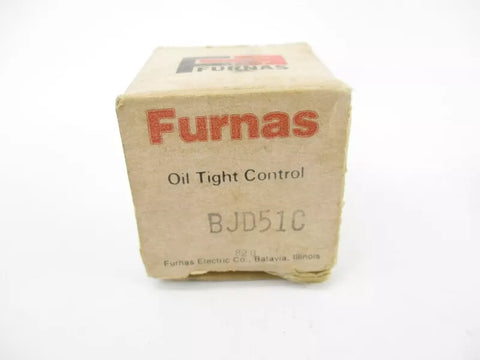 FURNAS
Furnas
Oil Tight Control
BJD51C
Furnas Electric Co., Batavia, Illinois